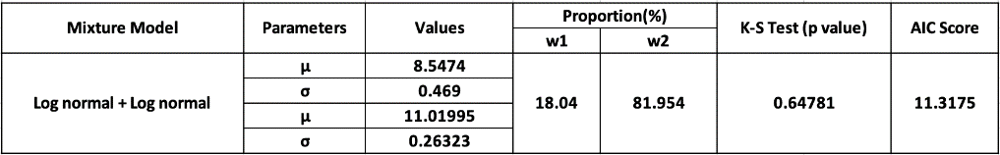 Mixture Model Parameters Values Proportion(%) K-S Test (p value) AIC Score
w1 w2
Log normal + Log normal μ 8.5474 18.04 81.954 0.64781 11.3175
σ 0.469
μ 11.01995
σ 0.26323